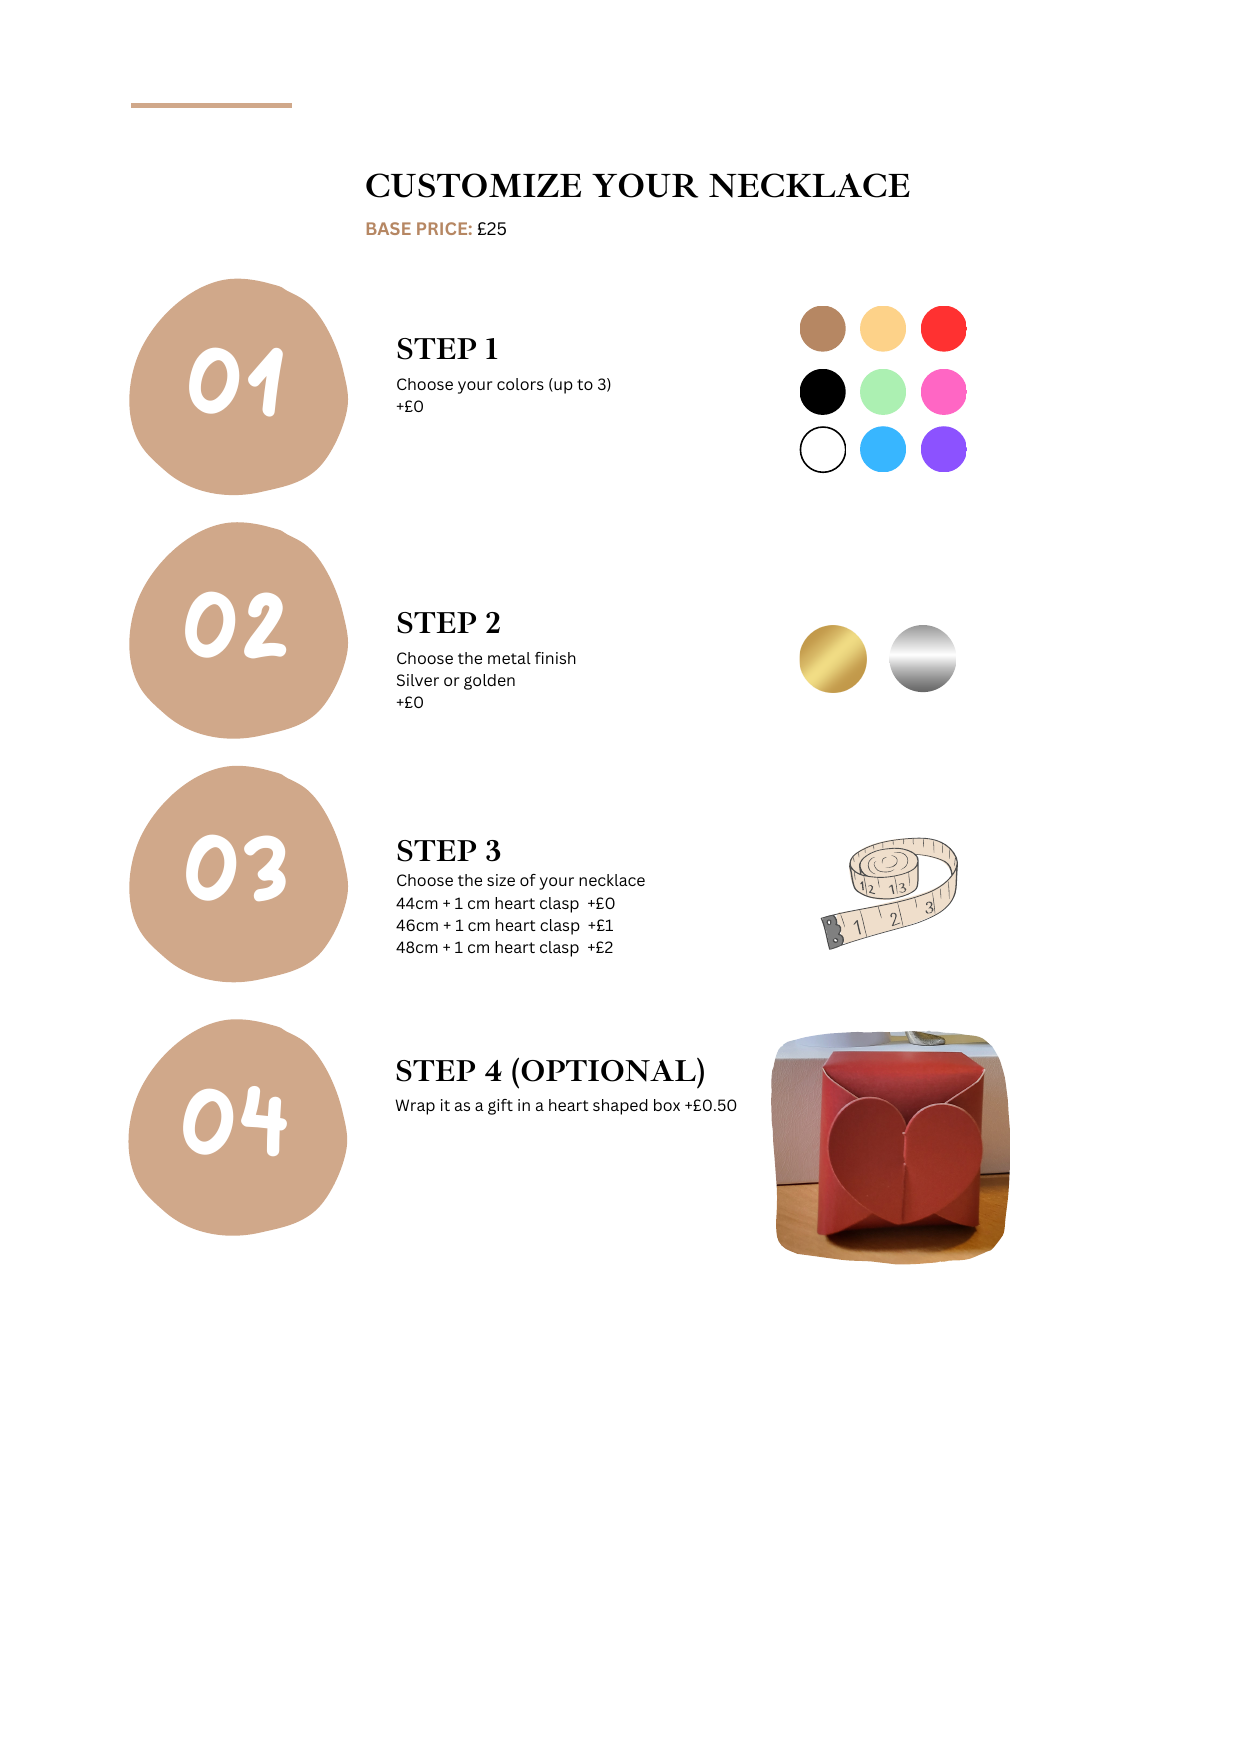 CUSTOMIZE YOUR NECKLACE
BASE PRICE: £25
01
STEP 1
Choose your colors (up to 3)
+£0
02
STEP 2
Choose the metal finish
Silver or golden
+£0
03
STEP 3
Choose the size of your necklace
44cm + 1 cm heart clasp +£0
46cm + 1 cm heart clasp +£1
48cm + 1 cm heart clasp +£2
1 2 13
1 2 3
04
STEP 4 (OPTIONAL)
Wrap it as a gift in a heart shaped box +£0.50